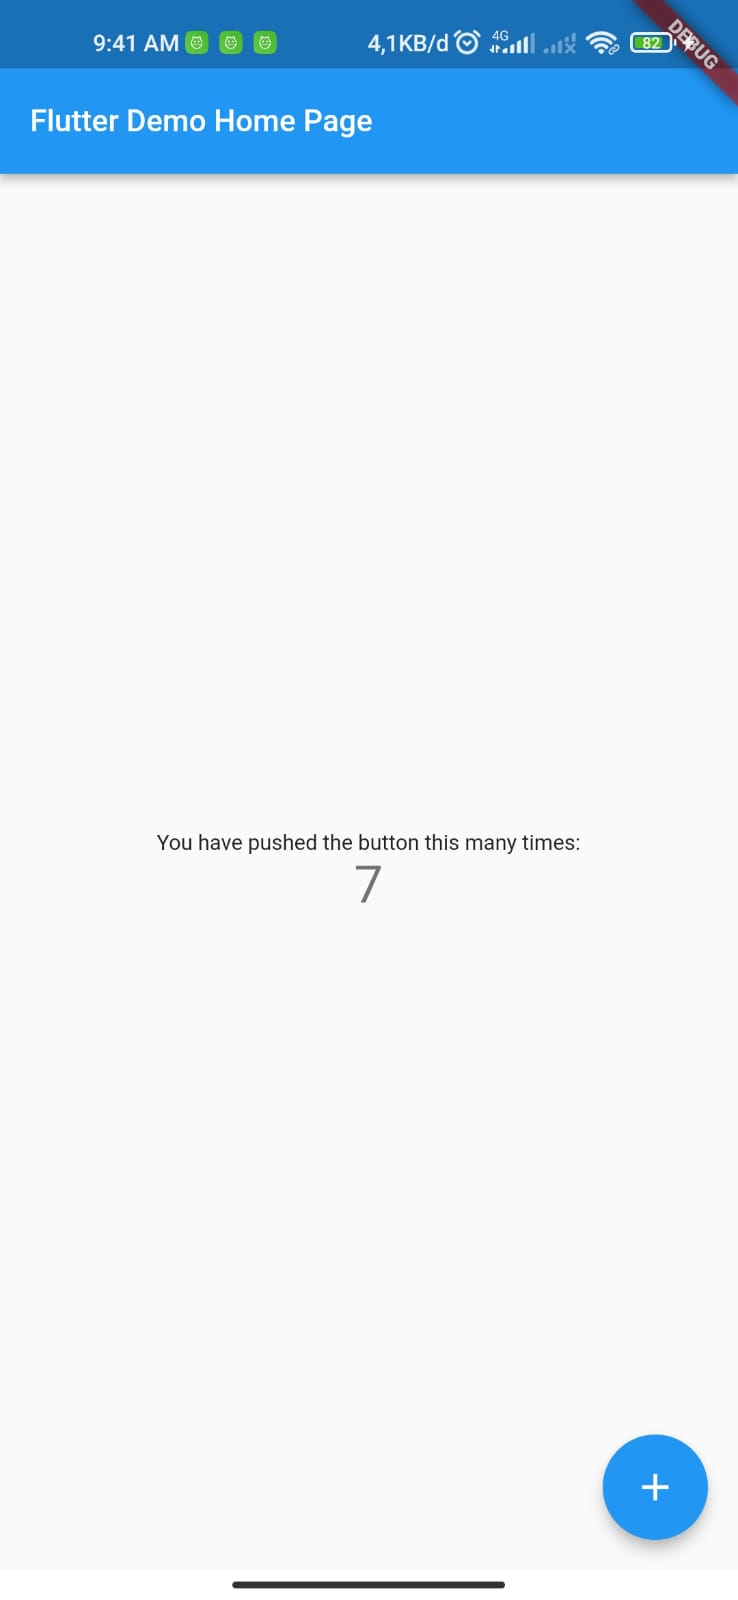 9:41 AM
4,1KB/d
4G
82
DEBUG
Flutter Demo Home Page
You have pushed the button this many times:
7
+